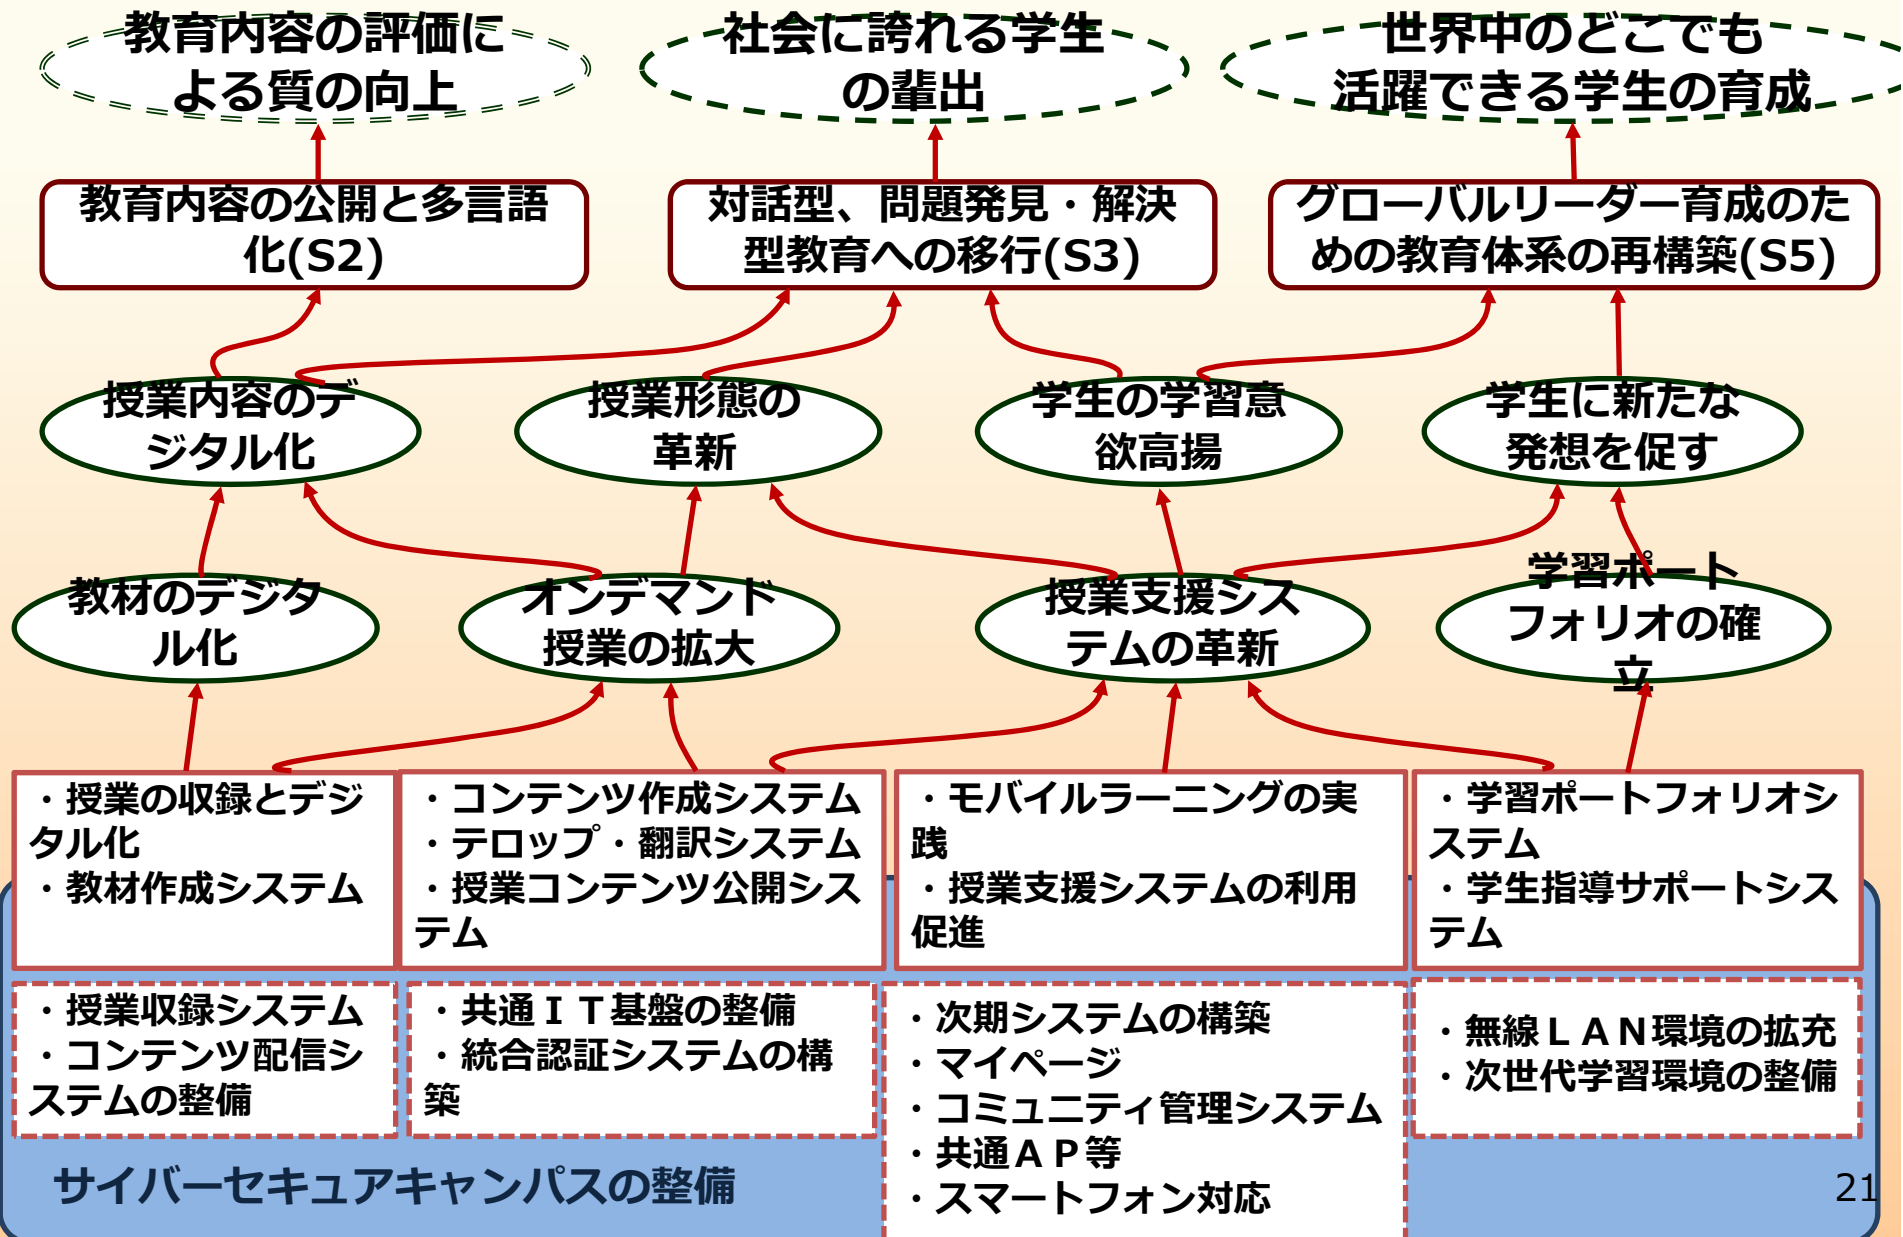 教育内容の評価に
よる質の向上
社会に誇れる学生
の輩出
世界中のどこでも
活躍できる学生の育成
教育内容の公開と多言語
化(S2)
対話型、問題発見・解決
型教育への移行(S3)
グローバルリーダー育成のた
めの教育体系の再構築(S5)
授業内容のデ
ジタル化
授業形態の
革新
学生の学習意
欲高揚
学生に新たな
発想を促す
教材のデジタ
ル化
オンデマンド
授業の拡大
授業支援シス
テムの革新
学習ポート
フォリオの確
立
・授業の収録とデジ
タル化
・教材作成システム
・コンテンツ作成システム
・テロップ・翻訳システム
・授業コンテンツ公開シス
テム
・モバイルラーニングの実
践
・授業支援システムの利用
促進
・学習ポートフォリオシ
ステム
・学生指導サポートシス
テム
・授業収録システム
・コンテンツ配信シ
ステムの整備
・共通ＩＴ基盤の整備
・統合認証システムの構
築
・次期システムの構築
・マイページ
・コミュニティ管理システム
・共通ＡＰ等
・スマートフォン対応
・無線ＬＡＮ環境の拡充
・次世代学習環境の整備
サイバーセキュアキャンパスの整備
21